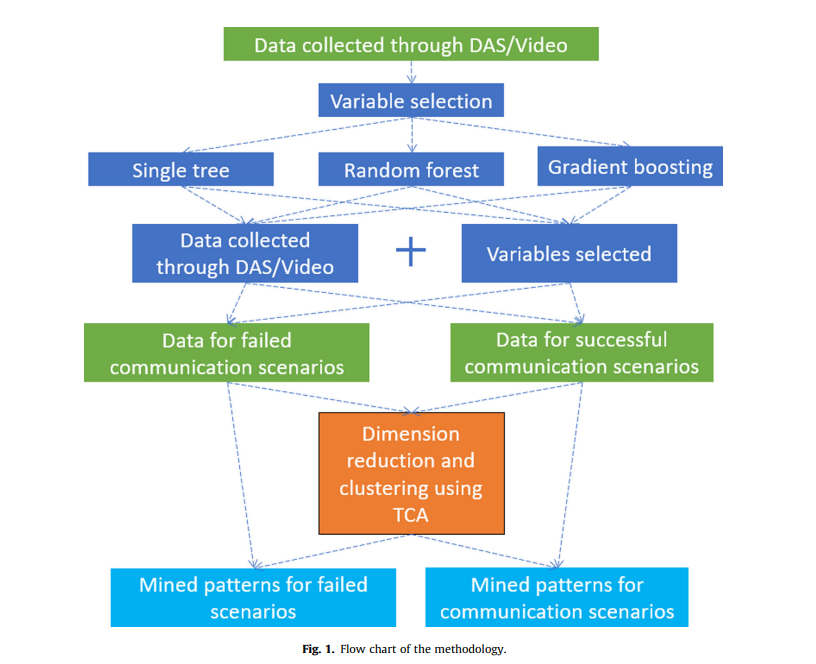 Data collected through DAS/Video
Variable selection
Single tree
Random forest
Gradient boosting
Data collected
through DAS/Video
+
Variables selected
Data for failed
communication scenarios
Data for successful
communication scenarios
Dimension
reduction and
clustering using
TCA
Mined patterns for failed
scenarios
Mined patterns for
communication scenarios
Fig. 1. Flow chart of the methodology.